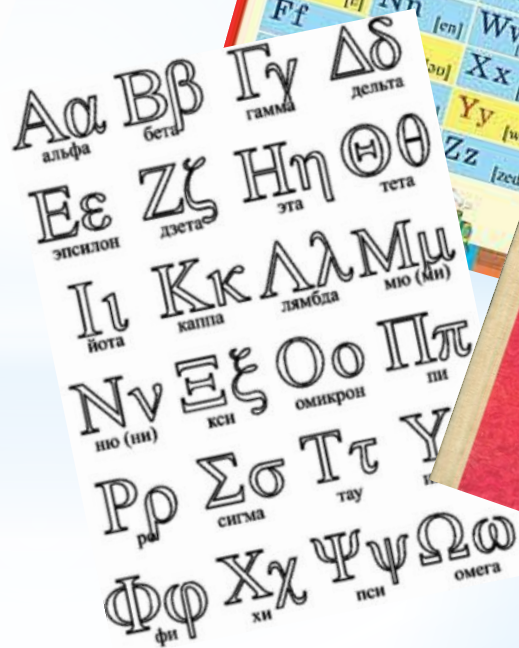 Ff [en] Ww
Xx
Yy
Zz [zed
Αα Ββ Γγ Δδ
альфа бета гамма дельта
Εε Ζζ Ηη Θθ
эпсилон дзета эта тета
Ιι Κκ Λλ Μμ
йота каппа лямбда мю (ми)
Νν Ξξ Οο Ππ
ню (ни) кси омикрон пи
Ρρ Σσ Ττ
ро сигма тау
Φφ Χχ Ψψ Ωω
фи хи пси омега